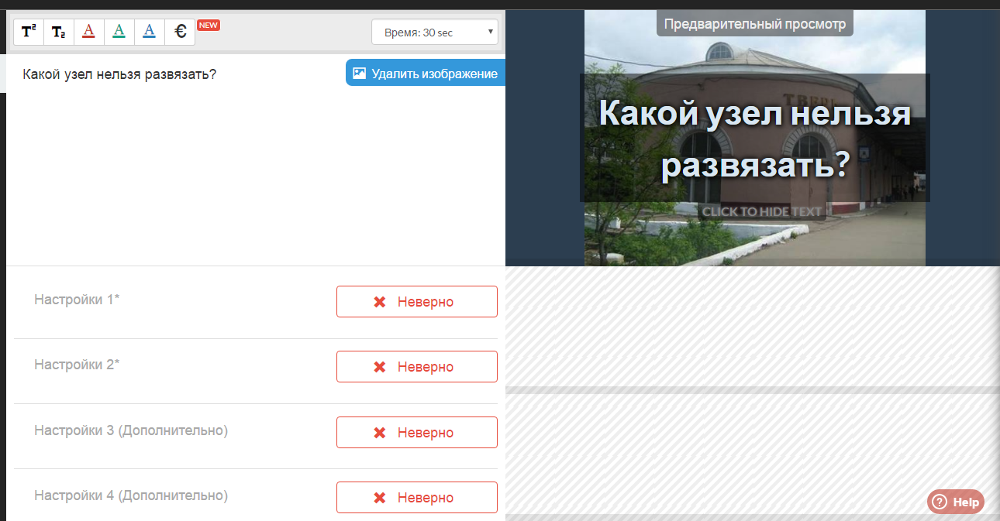 T²
T₂
A
A
A
€
NEW
Время: 30 sec
Какой узел нельзя развязать?
Удалить изображение
Предварительный просмотр
ТВЕРЬ
Какой узел нельзя
развязать?
CLICK TO HIDE TEXT
Настройки 1*
Неверно
Настройки 2*
Неверно
Настройки 3 (Дополнительно)
Неверно
Настройки 4 (Дополнительно)
Неверно
? Help